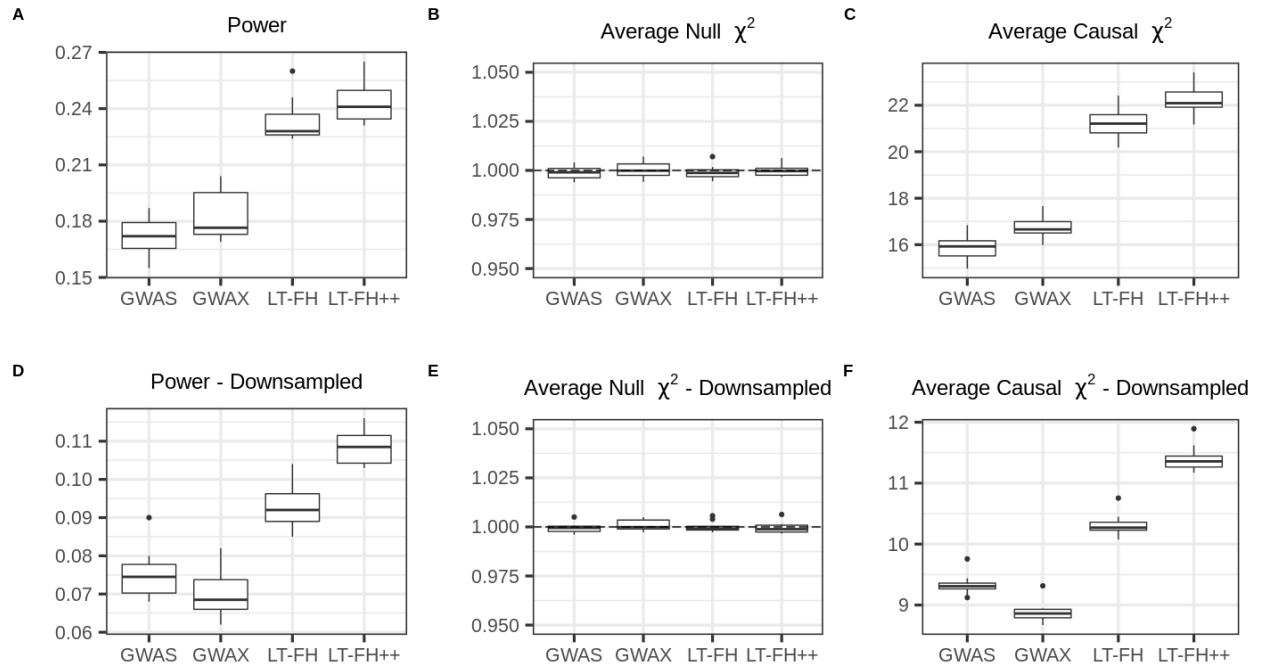 A
Power
0.27
0.24
0.21
0.18
0.15
GWAS GWAX LT-FH LT-FH++
B
Average Null χ2
1.050
1.025
1.000
0.975
0.950
GWAS GWAX LT-FH LT-FH++
C
Average Causal χ2
22
20
18
16
GWAS GWAX LT-FH LT-FH++
D
Power - Downsampled
0.11
0.10
0.09
0.08
0.07
0.06
GWAS GWAX LT-FH LT-FH++
E
Average Null χ2 - Downsampled
1.050
1.025
1.000
0.975
0.950
GWAS GWAX LT-FH LT-FH++
F
Average Causal χ2 - Downsampled
12
11
10
9
GWAS GWAX LT-FH LT-FH++